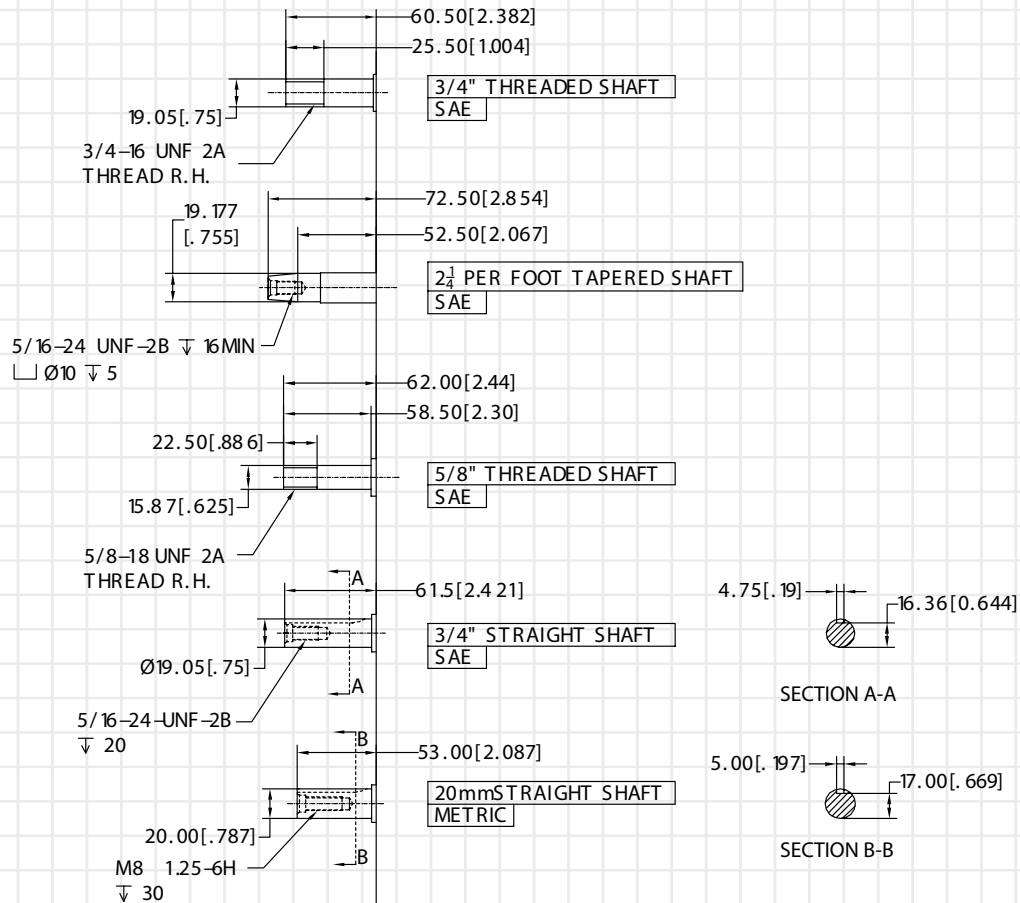 60.50[2.382]
25.50[1.004]
3/4" THREADED SHAFT
SAE
19.05[.75]
3/4-16 UNF 2A
THREAD R.H.
72.50[2.854]
19.177
[.755]
52.50[2.067]
2 1/4 PER FOOT TAPERED SHAFT
SAE
5/16-24 UNF-2B ↧ 16MIN
⌴ Ø10 ↧ 5
62.00[2.44]
58.50[2.30]
22.50[.886]
5/8" THREADED SHAFT
SAE
15.87[.625]
5/8-18 UNF 2A
THREAD R.H.
A
61.5[2.421]
4.75[.19]
16.36[0.644]
3/4" STRAIGHT SHAFT
SAE
Ø19.05[.75]
A
SECTION A-A
5/16-24-UNF-2B
↧ 20
B
53.00[2.087]
5.00[.197]
17.00[.669]
20mmSTRAIGHT SHAFT
METRIC
20.00[.787]
B
SECTION B-B
M8 1.25-6H
↧ 30